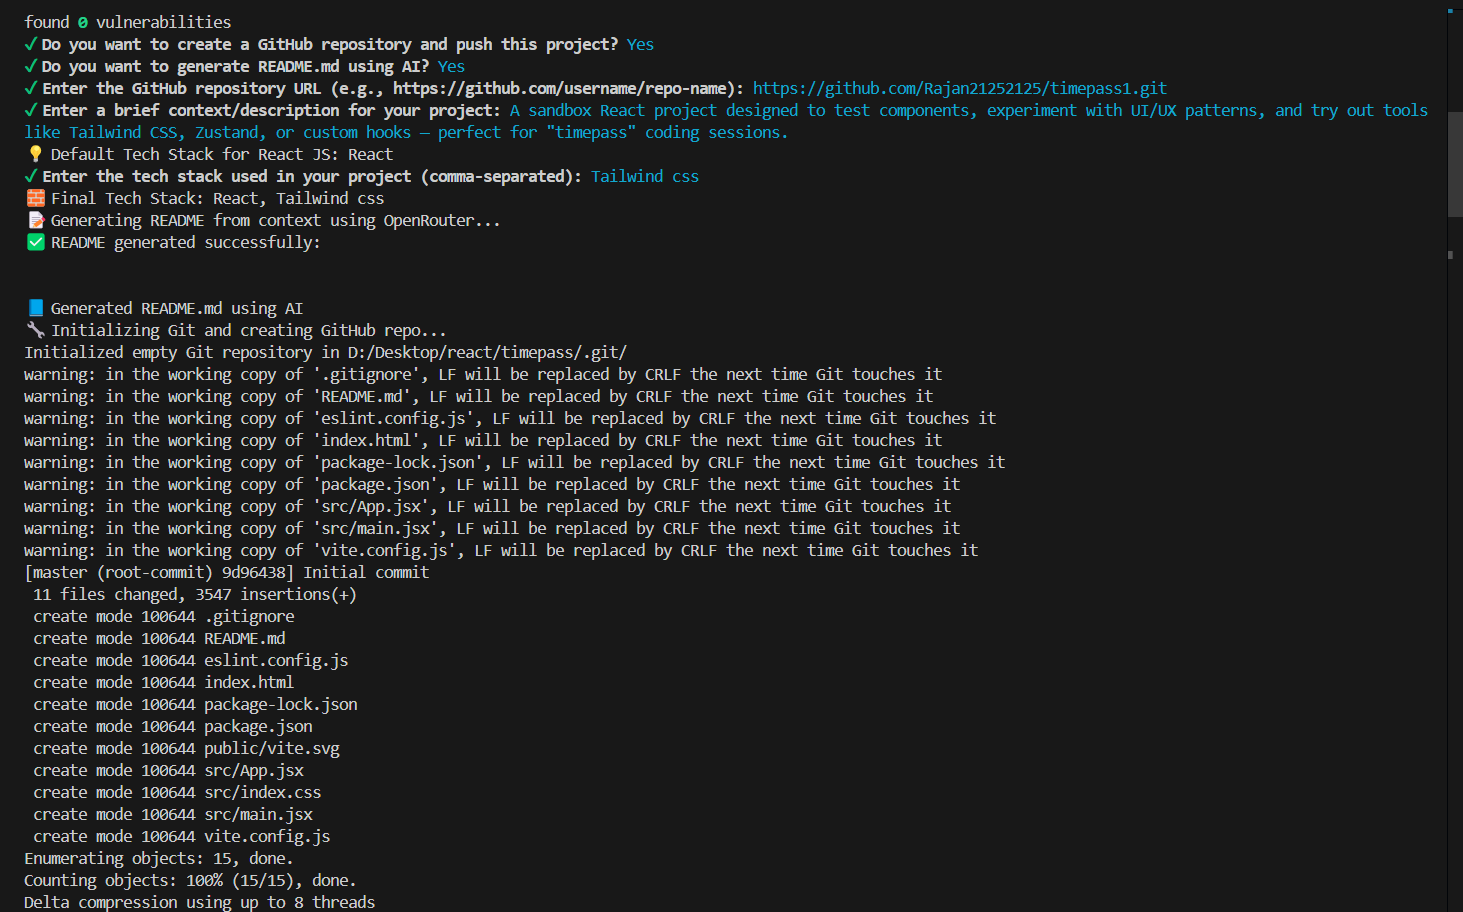 found 0 vulnerabilities
✔ Do you want to create a GitHub repository and push this project? Yes
✔ Do you want to generate README.md using AI? Yes
✔ Enter the GitHub repository URL (e.g., https://github.com/username/repo-name): https://github.com/Rajan21252125/timepass1.git
✔ Enter a brief context/description for your project: A sandbox React project designed to test components, experiment with UI/UX patterns, and try out tools
like Tailwind CSS, Zustand, or custom hooks — perfect for "timepass" coding sessions.
💡 Default Tech Stack for React JS: React
✔ Enter the tech stack used in your project (comma-separated): Tailwind css
🧱 Final Tech Stack: React, Tailwind css
📝 Generating README from context using OpenRouter...
✅ README generated successfully:
📘 Generated README.md using AI
🔧 Initializing Git and creating GitHub repo...
Initialized empty Git repository in D:/Desktop/react/timepass/.git/
warning: in the working copy of '.gitignore', LF will be replaced by CRLF the next time Git touches it
warning: in the working copy of 'README.md', LF will be replaced by CRLF the next time Git touches it
warning: in the working copy of 'eslint.config.js', LF will be replaced by CRLF the next time Git touches it
warning: in the working copy of 'index.html', LF will be replaced by CRLF the next time Git touches it
warning: in the working copy of 'package-lock.json', LF will be replaced by CRLF the next time Git touches it
warning: in the working copy of 'package.json', LF will be replaced by CRLF the next time Git touches it
warning: in the working copy of 'src/App.jsx', LF will be replaced by CRLF the next time Git touches it
warning: in the working copy of 'src/main.jsx', LF will be replaced by CRLF the next time Git touches it
warning: in the working copy of 'vite.config.js', LF will be replaced by CRLF the next time Git touches it
[master (root-commit) 9d96438] Initial commit
 11 files changed, 3547 insertions(+)
 create mode 100644 .gitignore
 create mode 100644 README.md
 create mode 100644 eslint.config.js
 create mode 100644 index.html
 create mode 100644 package-lock.json
 create mode 100644 package.json
 create mode 100644 public/vite.svg
 create mode 100644 src/App.jsx
 create mode 100644 src/index.css
 create mode 100644 src/main.jsx
 create mode 100644 vite.config.js
Enumerating objects: 15, done.
Counting objects: 100% (15/15), done.
Delta compression using up to 8 threads